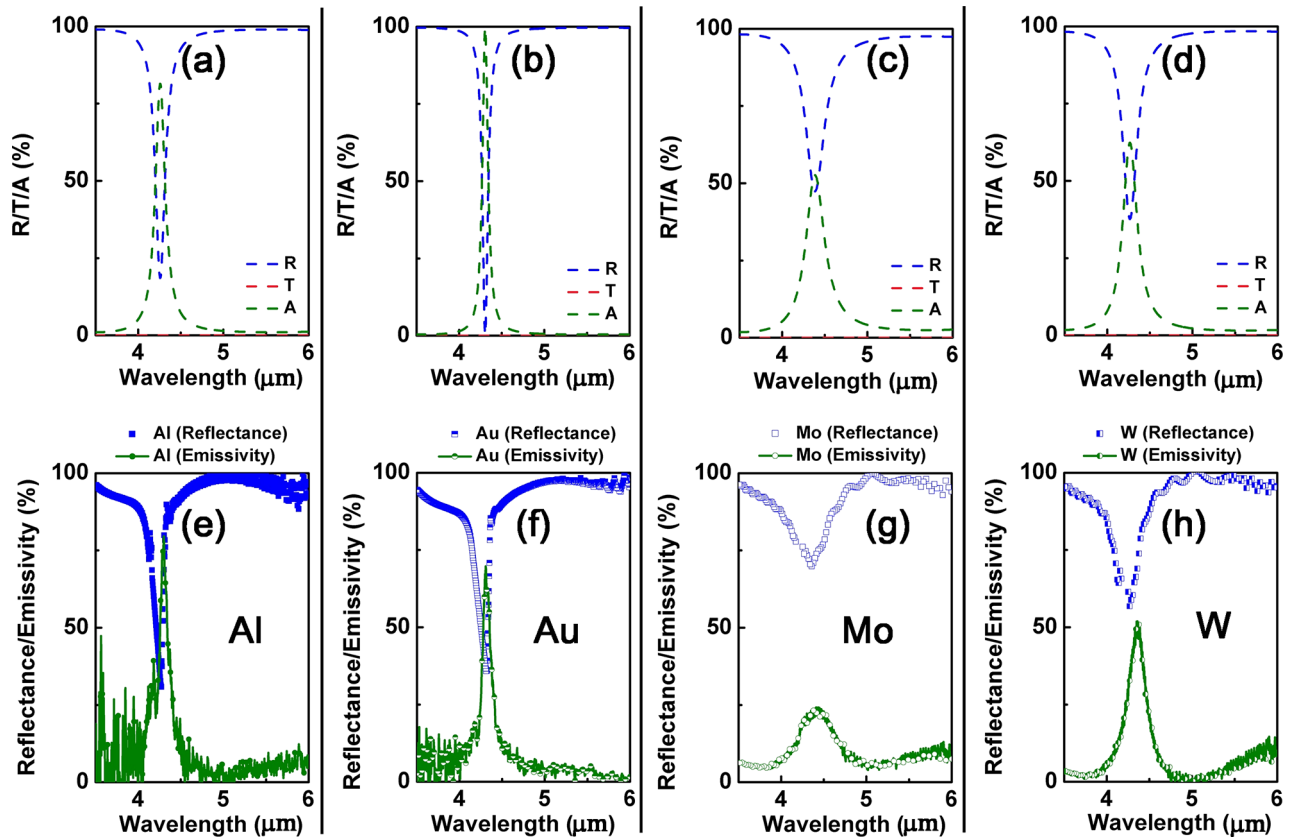 100
50
0
R/T/A (%)
(a)
R
T
A
4
5
6
Wavelength (μm)
100
50
0
R/T/A (%)
(b)
R
T
A
4
5
6
Wavelength (μm)
100
50
0
R/T/A (%)
(c)
R
T
A
4
5
6
Wavelength (μm)
100
50
0
R/T/A (%)
(d)
R
T
A
4
5
6
Wavelength (μm)
Al (Reflectance)
Al (Emissivity)
100
50
0
Reflectance/Emissivity (%)
(e)
Al
4
5
6
Wavelength (μm)
Au (Reflectance)
Au (Emissivity)
100
50
0
Reflectance/Emissivity (%)
(f)
Au
4
5
6
Wavelength (μm)
Mo (Reflectance)
Mo (Emissivity)
100
50
0
Reflectance/Emissivity (%)
(g)
Mo
4
5
6
Wavelength (μm)
W (Reflectance)
W (Emissivity)
100
50
0
Reflectance/Emissivity (%)
(h)
W
4
5
6
Wavelength (μm)